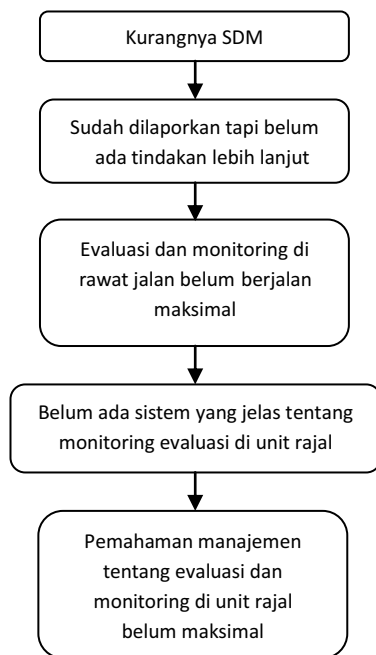 Kurangnya SDM
Sudah dilaporkan tapi belum
ada tindakan lebih lanjut
Evaluasi dan monitoring di
rawat jalan belum berjalan
maksimal
Belum ada sistem yang jelas tentang
monitoring evaluasi di unit rajal
Pemahaman manajemen
tentang evaluasi dan
monitoring di unit rajal
belum maksimal